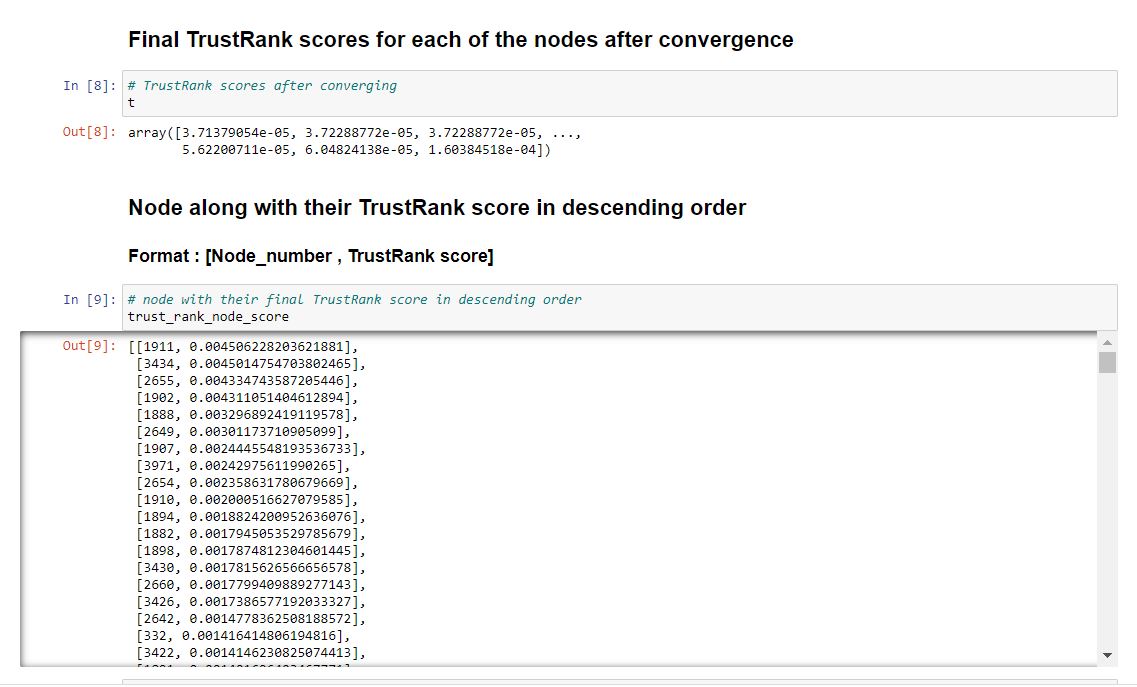 Final TrustRank scores for each of the nodes after convergence
In [8]: # TrustRank scores after converging
t
Out[8]: array([3.71379054e-05, 3.72288772e-05, 3.72288772e-05, ...,
5.62200711e-05, 6.04824138e-05, 1.60384518e-04])
Node along with their TrustRank score in descending order
Format : [Node_number , TrustRank score]
In [9]: # node with their final TrustRank score in descending order
trust_rank_node_score
Out[9]: [[1911, 0.004506228203621881],
[3434, 0.0045014754703802465],
[2655, 0.004334743587205446],
[1902, 0.004311051404612894],
[1888, 0.003296892419119578],
[2649, 0.00301173710905099],
[1907, 0.0024445548193536733],
[3971, 0.00242975611990265],
[2654, 0.002358631780679669],
[1910, 0.002000516627079585],
[1894, 0.0018824200952636076],
[1882, 0.0017945053529785679],
[1898, 0.0017874812304601445],
[3430, 0.0017815626566656578],
[2660, 0.0017799409889277143],
[3426, 0.0017386577192033327],
[2642, 0.0014778362508188572],
[332, 0.001416414806194816],
[3422, 0.0014146230825074413],